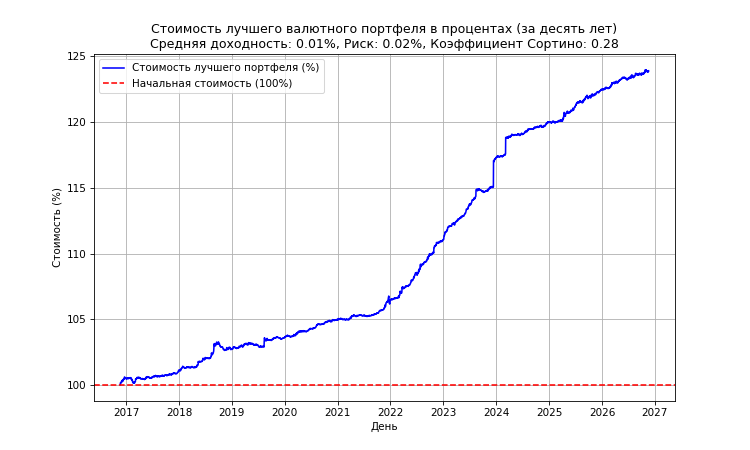 Стоимость лучшего валютного портфеля в процентах (за десять лет)
Средняя доходность: 0.01%, Риск: 0.02%, Коэффициент Сортино: 0.28
Стоимость лучшего портфеля (%)
Начальная стоимость (100%)
Стоимость (%)
125
120
115
110
105
100
2017 2018 2019 2020 2021 2022 2023 2024 2025 2026 2027
День